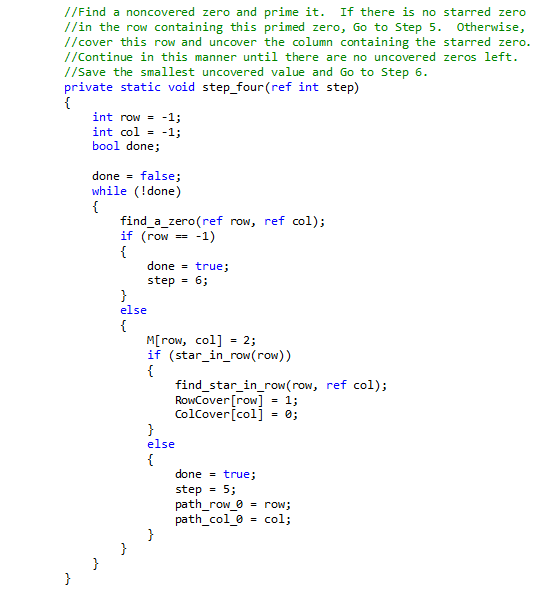 //Find a noncovered zero and prime it.  If there is no starred zero
//in the row containing this primed zero, Go to Step 5.  Otherwise,
//cover this row and uncover the column containing the starred zero.
//Continue in this manner until there are no uncovered zeros left.
//Save the smallest uncovered value and Go to Step 6.
private static void step_four(ref int step)
{
    int row = -1;
    int col = -1;
    bool done;

    done = false;
    while (!done)
    {
        find_a_zero(ref row, ref col);
        if (row == -1)
        {
            done = true;
            step = 6;
        }
        else
        {
            M[row, col] = 2;
            if (star_in_row(row))
            {
                find_star_in_row(row, ref col);
                RowCover[row] = 1;
                ColCover[col] = 0;
            }
            else
            {
                done = true;
                step = 5;
                path_row_0 = row;
                path_col_0 = col;
            }
        }
    }
}